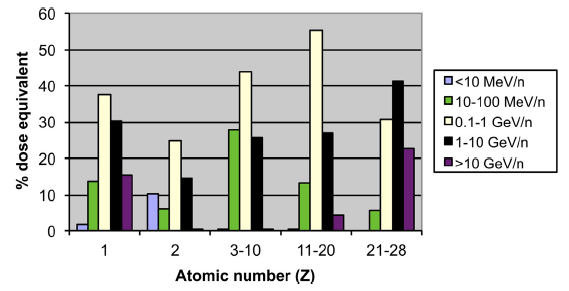 60
50
40
30
20
10
0
% dose equivalent
1 2 3-10 11-20 21-28
Atomic number (Z)
<10 MeV/n
10-100 MeV/n
0.1-1 GeV/n
1-10 GeV/n
>10 GeV/n